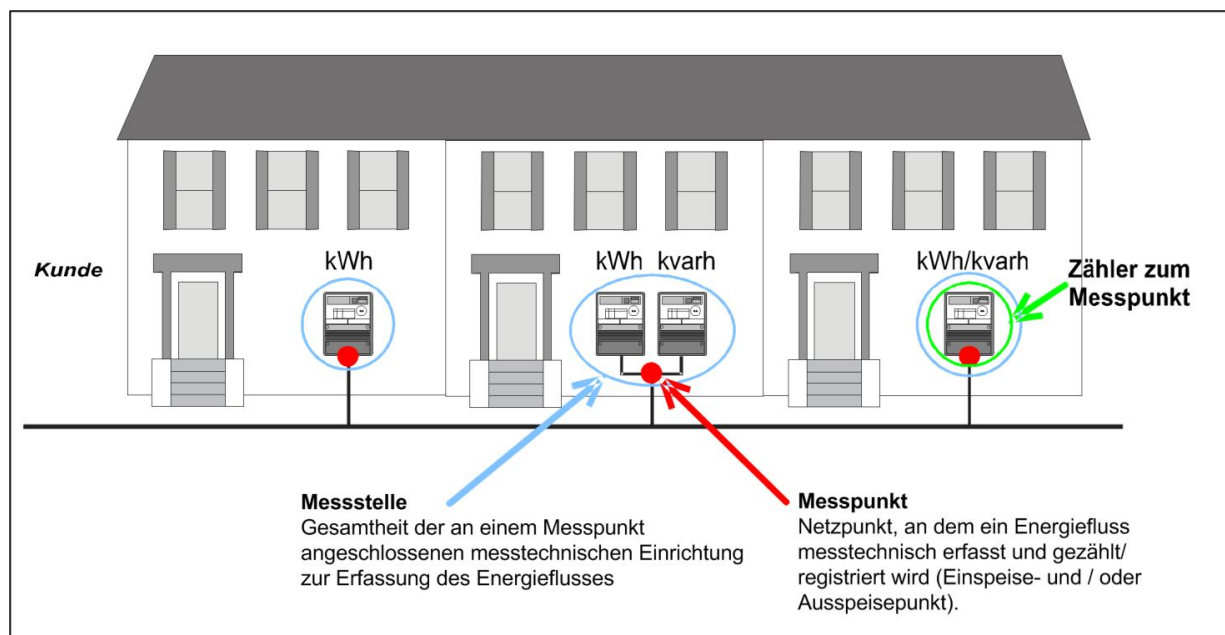 kWh
kWh kvarh
kWh/kvarh
Kunde
Zähler zum
Messpunkt
Messstelle
Gesamtheit der an einem Messpunkt
angeschlossenen messtechnischen Einrichtung
zur Erfassung des Energieflusses
Messpunkt
Netzpunkt, an dem ein Energiefluss
messtechnisch erfasst und gezählt/
registriert wird (Einspeise- und / oder
Ausspeisepunkt).